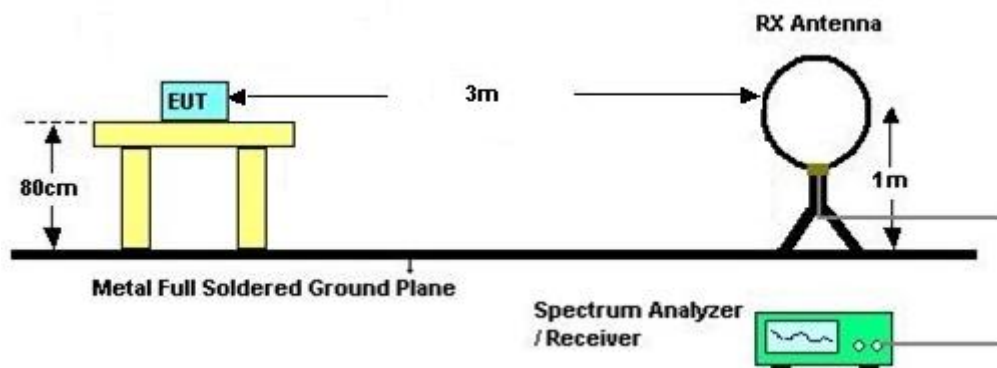 RX Antenna
EUT
3m
80cm
1m
Metal Full Soldered Ground Plane
Spectrum Analyzer
/ Receiver